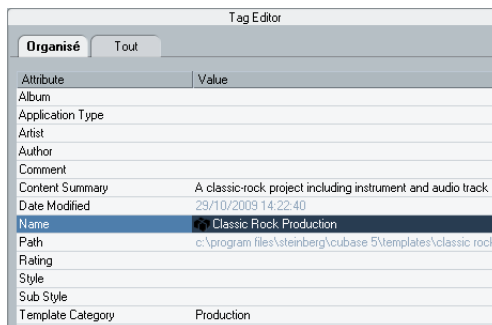 Tag Editor
Organisé Tout
Attribute Value
Album
Application Type
Artist
Author
Comment
Content Summary A classic-rock project including instrument and audio track
Date Modified 29/10/2009 14:22:40
Name Classic Rock Production
Path c:\program files\steinberg\cubase 5\templates\classic rock
Rating
Style
Sub Style
Template Category Production